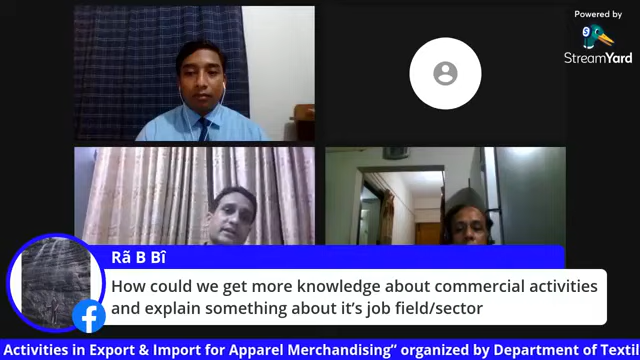 Powered by
StreamYard
Rã B Bî
How could we get more knowledge about commercial activities
and explain something about it's job field/sector
Activities in Export & Import for Apparel Merchandising” organized by Department of Textil